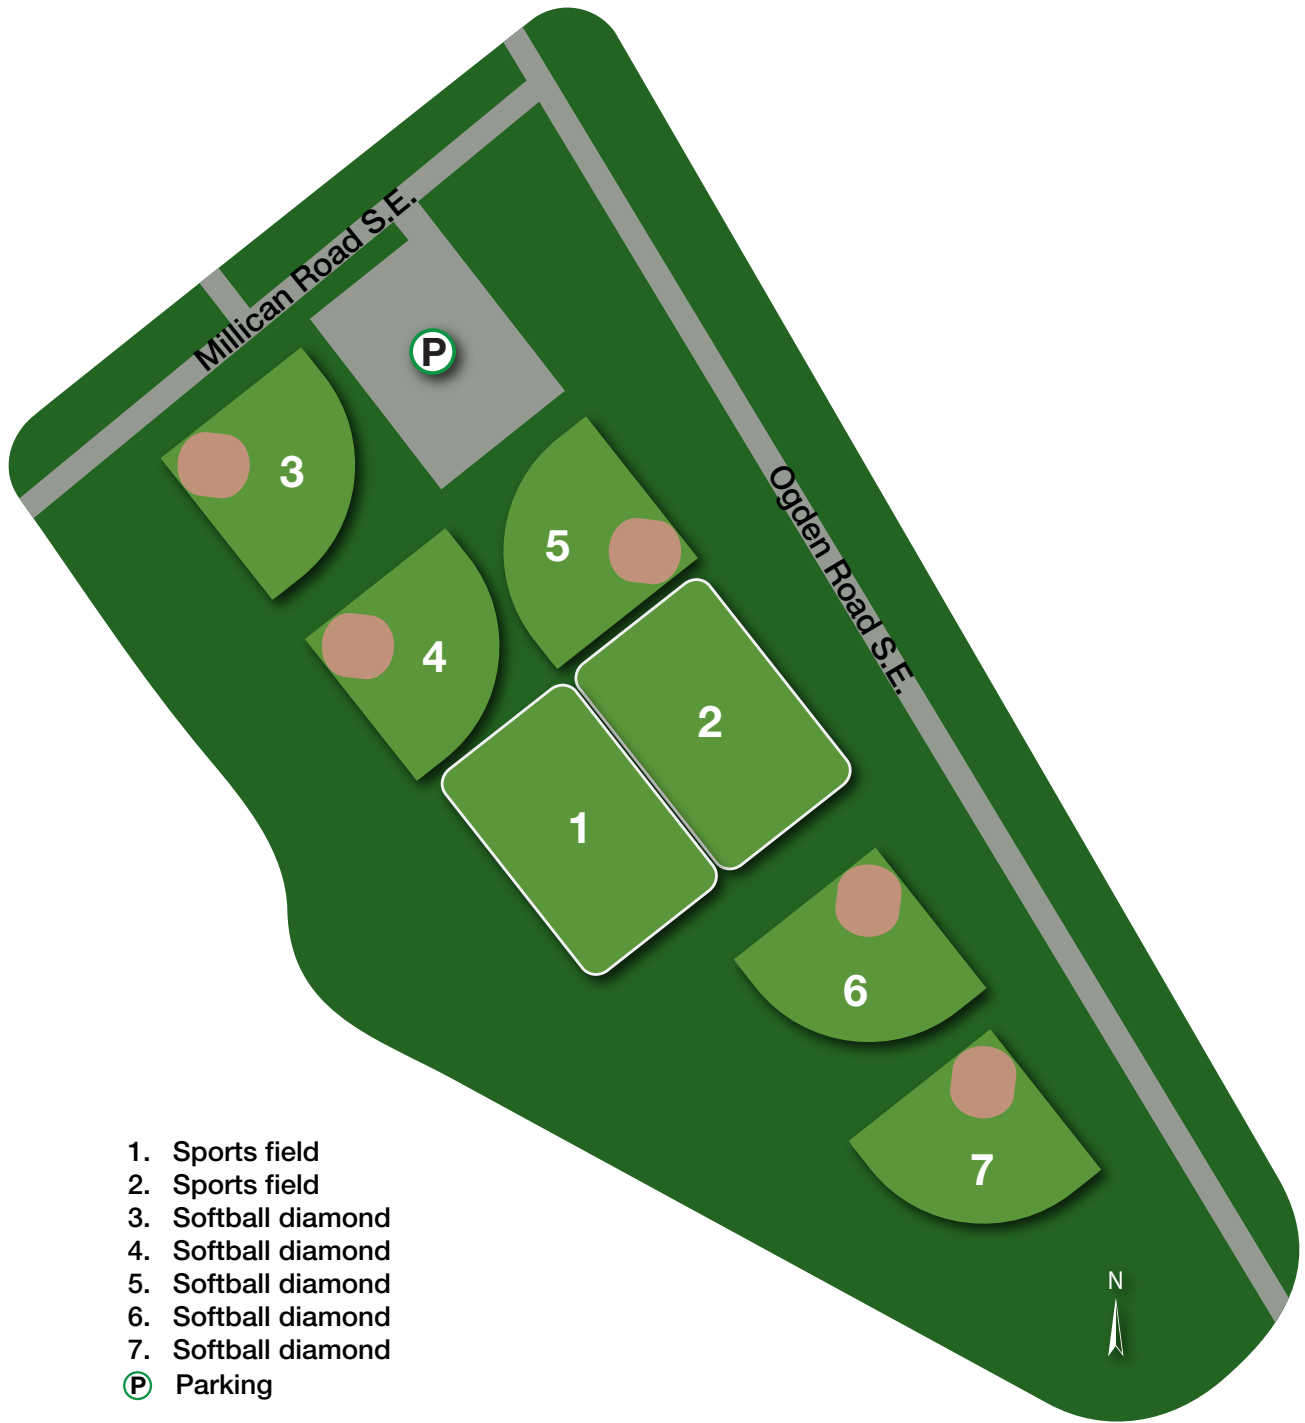 Millican Road S.E.
P
3
Ogden Road S.E.
5
4
2
1
6
7
1. Sports field
2. Sports field
3. Softball diamond
4. Softball diamond
5. Softball diamond
6. Softball diamond
7. Softball diamond
P Parking
N